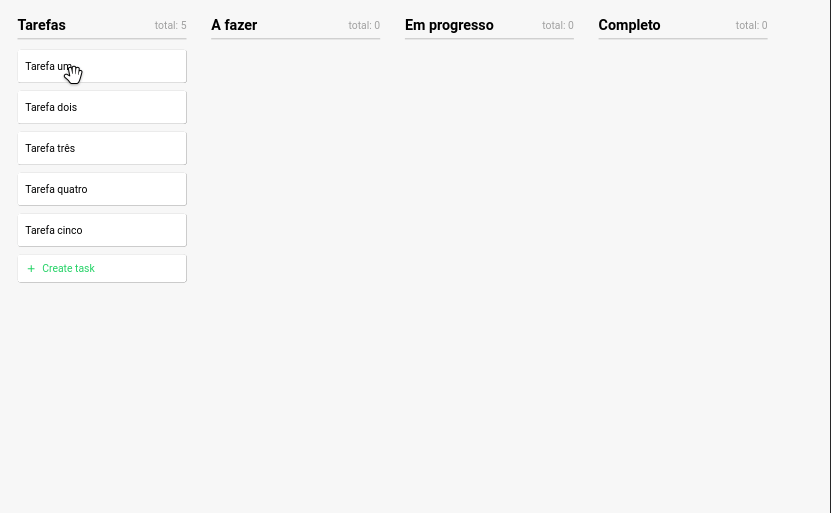 Tarefas total: 5
A fazer total: 0
Em progresso total: 0
Completo total: 0
Tarefa um
Tarefa dois
Tarefa três
Tarefa quatro
Tarefa cinco
+ Create task